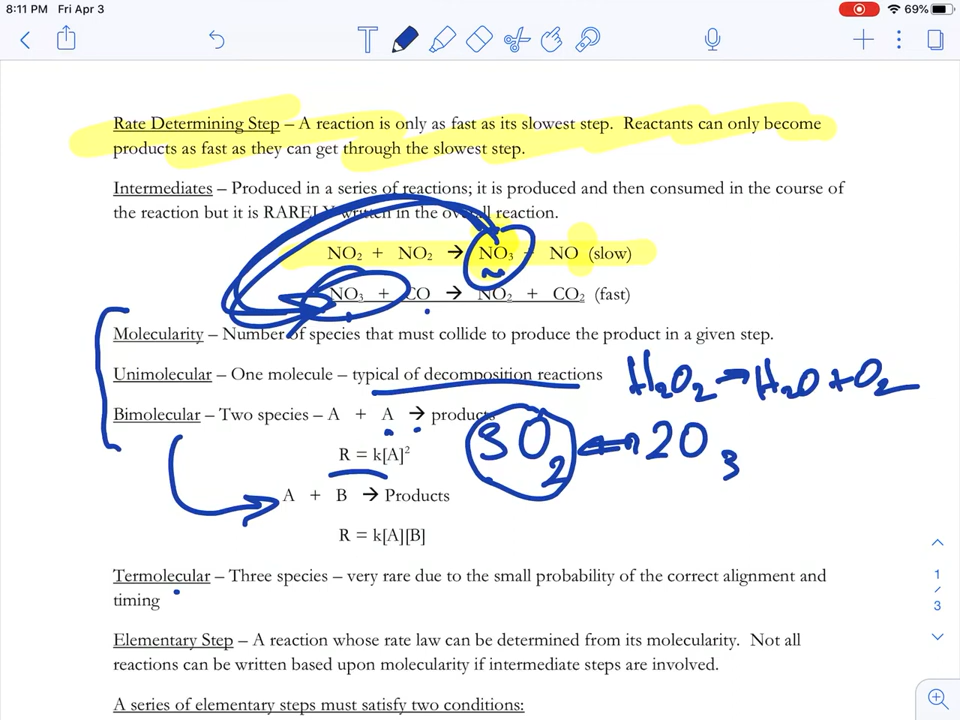 8:11 PM Fri Apr 3
69%
T
Rate Determining Step – A reaction is only as fast as its slowest step. Reactants can only become
products as fast as they can get through the slowest step.
Intermediates – Produced in a series of reactions; it is produced and then consumed in the course of
the reaction but it is RARELY written in the overall reaction.
NO₂ + NO₂ → NO₃ + NO (slow)
NO₃ + CO → NO₂ + CO₂ (fast)
Molecularity – Number of species that must collide to produce the product in a given step.
Unimolecular – One molecule – typical of decomposition reactions
H₂O₂ → H₂O + O₂
Bimolecular – Two species – A + A → products
3O₂ ⇐ 2O₃
R = k[A]²
A + B → Products
R = k[A][B]
Termolecular – Three species – very rare due to the small probability of the correct alignment and
timing
1
/
3
Elementary Step – A reaction whose rate law can be determined from its molecularity. Not all
reactions can be written based upon molecularity if intermediate steps are involved.
A series of elementary steps must satisfy two conditions: